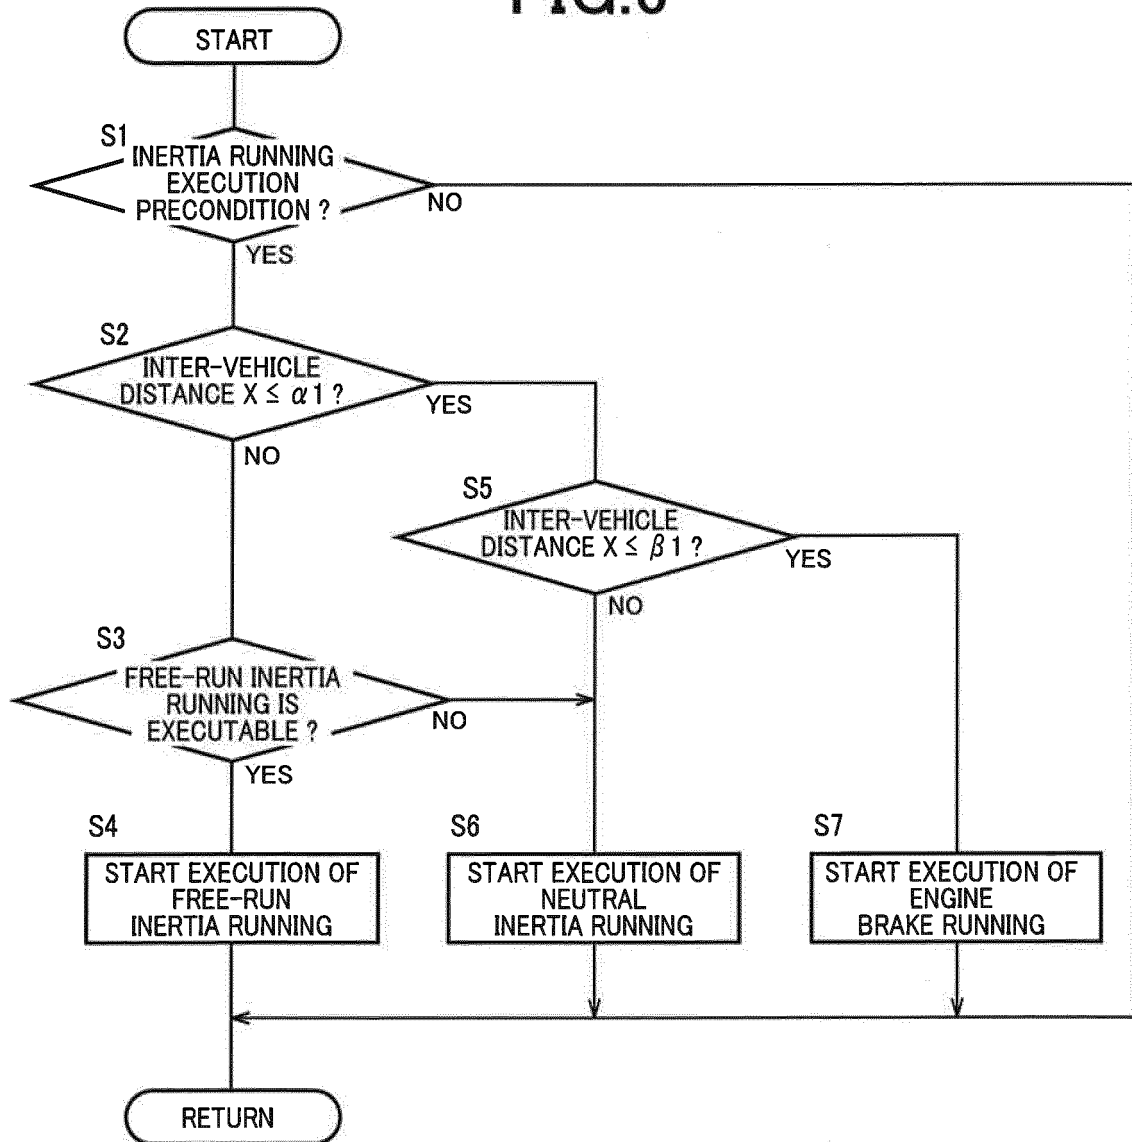 START
S1
INERTIA RUNNING
EXECUTION
PRECONDITION ?
NO
YES
S2
INTER-VEHICLE
DISTANCE X ≤ α1 ?
YES
NO
S5
INTER-VEHICLE
DISTANCE X ≤ β1 ?
YES
NO
S3
FREE-RUN INERTIA
RUNNING IS
EXECUTABLE ?
NO
YES
S4
START EXECUTION OF
FREE-RUN
INERTIA RUNNING
S6
START EXECUTION OF
NEUTRAL
INERTIA RUNNING
S7
START EXECUTION OF
ENGINE
BRAKE RUNNING
RETURN